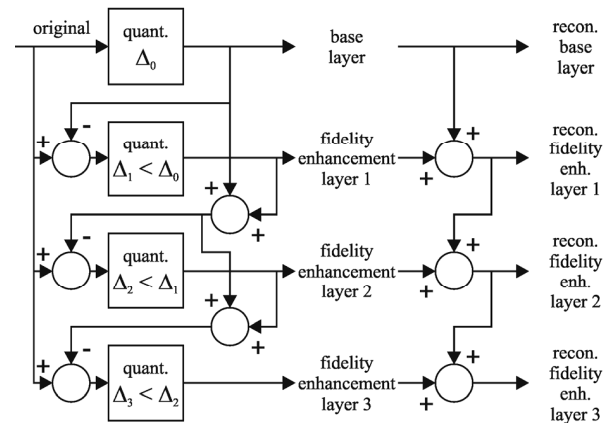 original
quant.
Δ₀
base
layer
recon.
base
layer
+
-
quant.
Δ₁ < Δ₀
fidelity
enhancement
layer 1
+
+
recon.
fidelity
enh.
layer 1
+
+
+
-
quant.
Δ₂ < Δ₁
fidelity
enhancement
layer 2
+
+
recon.
fidelity
enh.
layer 2
+
+
+
-
quant.
Δ₃ < Δ₂
fidelity
enhancement
layer 3
+
+
recon.
fidelity
enh.
layer 3